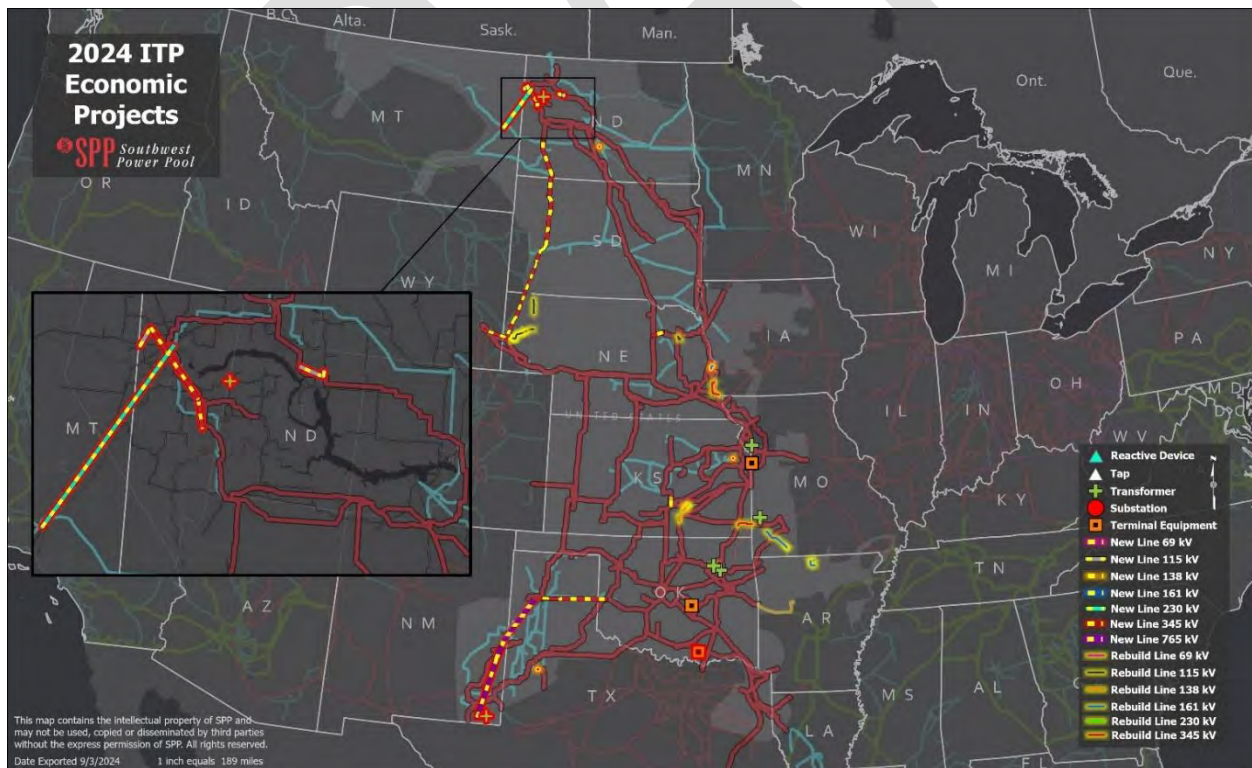 2024 ITP
Economic
Projects
SPP Southwest
Power Pool
B.C.
Alta.
Sask.
Man.
Ont.
Que.
MT
ND
MN
OR
ID
SD
WI
MI
NY
WY
IA
PA
NE
OH
MD
IL
IN
D
UNITED STATES
WV
MT
ND
KS
MO
KY
AZ
NM
OK
TN
AR
TX
MS
AL
LA
FL
Reactive Device
Tap
Transformer
Substation
Terminal Equipment
New Line 69 kV
New Line 115 kV
New Line 138 kV
New Line 161 kV
New Line 230 kV
New Line 345 kV
New Line 765 kV
Rebuild Line 69 kV
Rebuild Line 115 kV
Rebuild Line 138 kV
Rebuild Line 161 kV
Rebuild Line 230 kV
Rebuild Line 345 kV
This map contains the intellectual property of SPP and
may not be used, copied or disseminated by third parties
without the express permission of SPP. All rights reserved.
Date Exported 9/3/2024 1 inch equals 189 miles